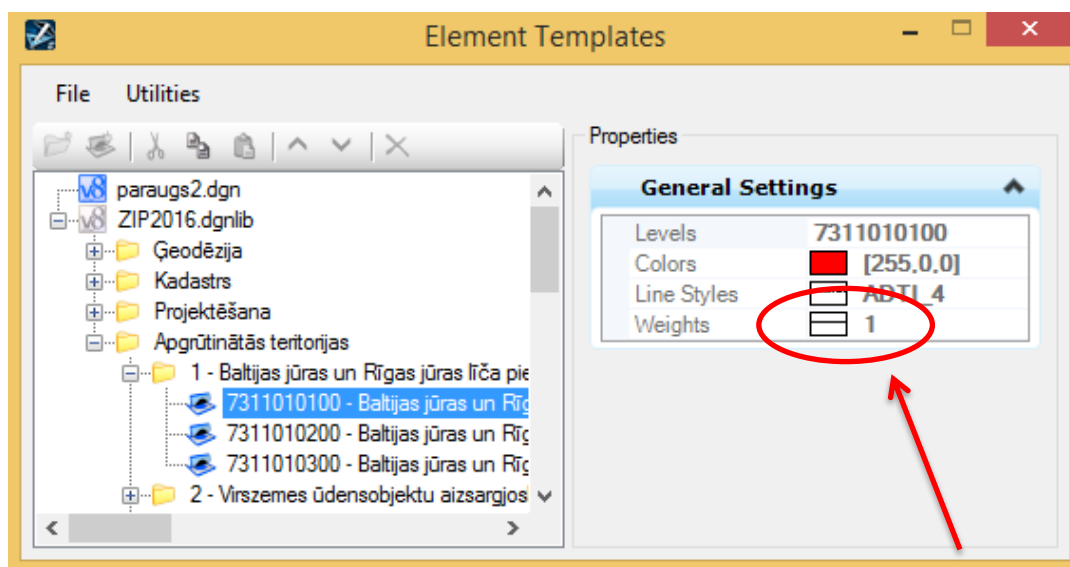 Element Templates
File Utilities
paraugs2.dgn
ZIP2016.dgnlib
Ģeodēzija
Kadastrs
Projektēšana
Apgrūtinātās teritorijas
1 - Baltijas jūras un Rīgas jūras līča pie
7311010100 - Baltijas jūras un Rīg
7311010200 - Baltijas jūras un Rīg
7311010300 - Baltijas jūras un Rīg
2 - Virszemes ūdensobjektu aizsargjos
Properties
General Settings
Levels 7311010100
Colors [255,0,0]
Line Styles ADTI_4
Weights 1